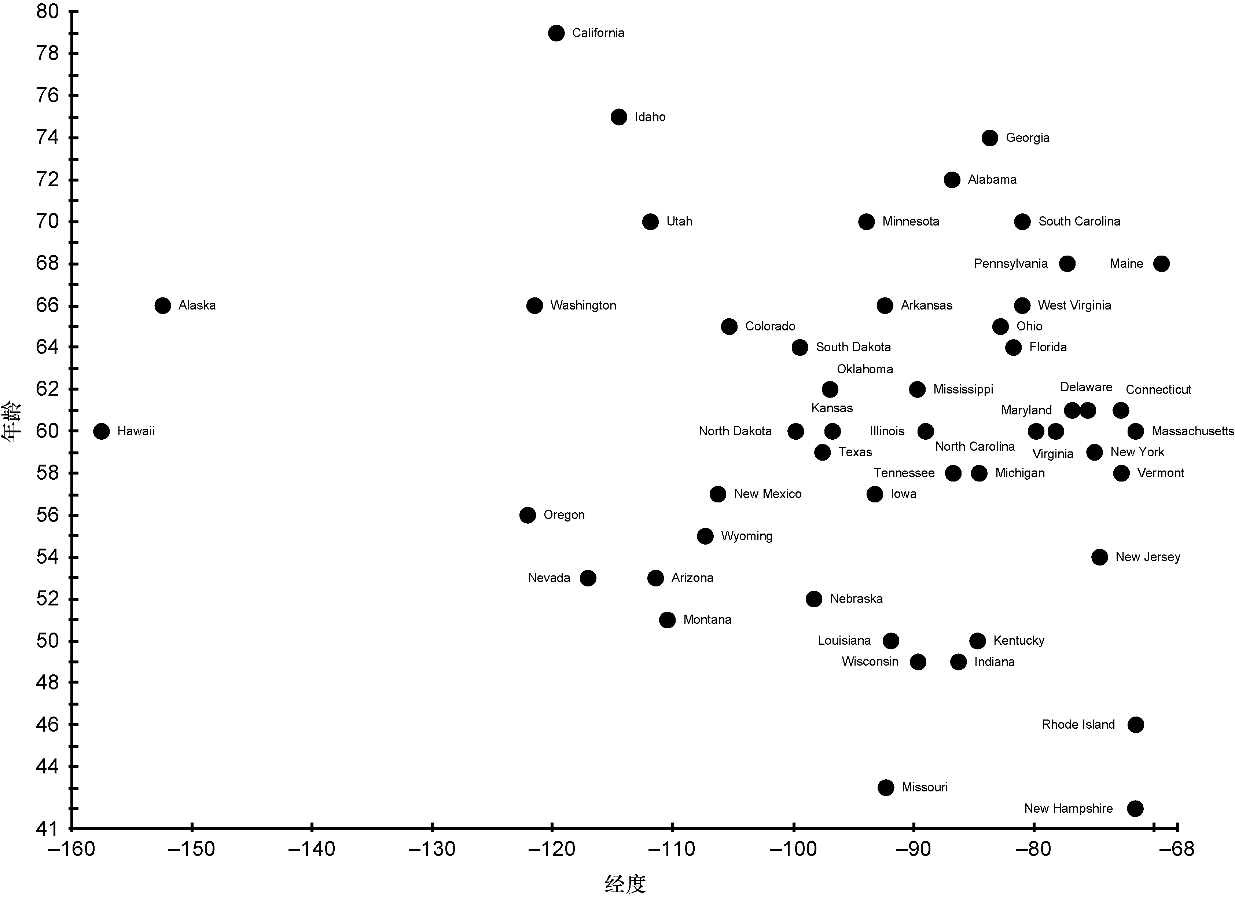 80
California
78
76
Idaho
74
Georgia
72
Alabama
70
Utah
Minnesota
South Carolina
68
Pennsylvania
Maine
66
Alaska
Washington
Arkansas
West Virginia
Colorado
Ohio
64
South Dakota
Florida
Oklahoma
62
Mississippi
Delaware
Connecticut
Kansas
Maryland
年龄
60
Hawaii
North Dakota
Illinois
Massachusetts
North Carolina
Texas
Virginia
New York
58
Tennessee
Michigan
Vermont
New Mexico
Iowa
56
Oregon
Wyoming
54
New Jersey
Nevada
Arizona
52
Nebraska
Montana
50
Louisiana
Kentucky
Wisconsin
Indiana
48
46
Rhode Island
44
Missouri
New Hampshire
41
–160 –150 –140 –130 –120 –110 –100 –90 –80 –68
经度